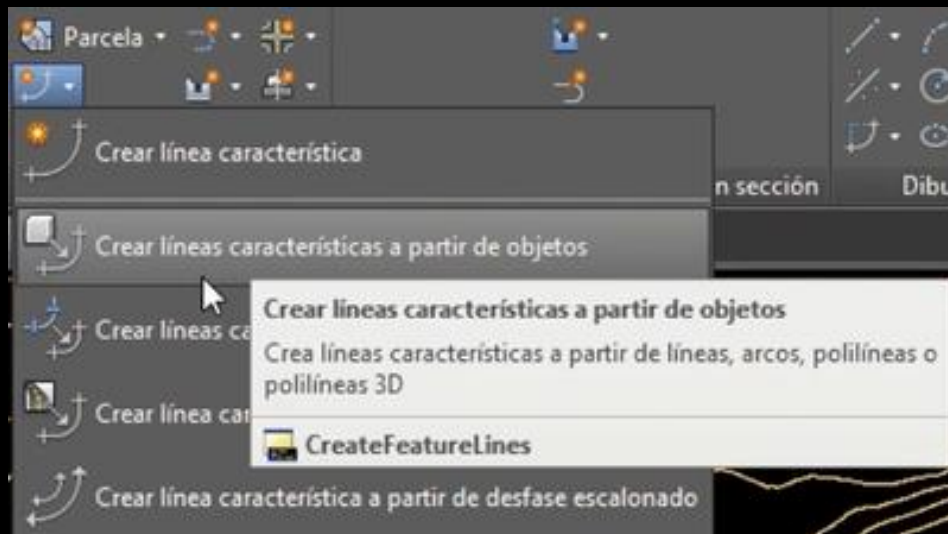 Parcela
Crear línea característica
n sección
Dibu
Crear líneas características a partir de objetos
Crear líneas ca
Crear líneas características a partir de objetos
Crea líneas características a partir de líneas, arcos, polilíneas o
polilíneas 3D
Crear línea car
CreateFeatureLines
Crear línea característica a partir de desfase escalonado